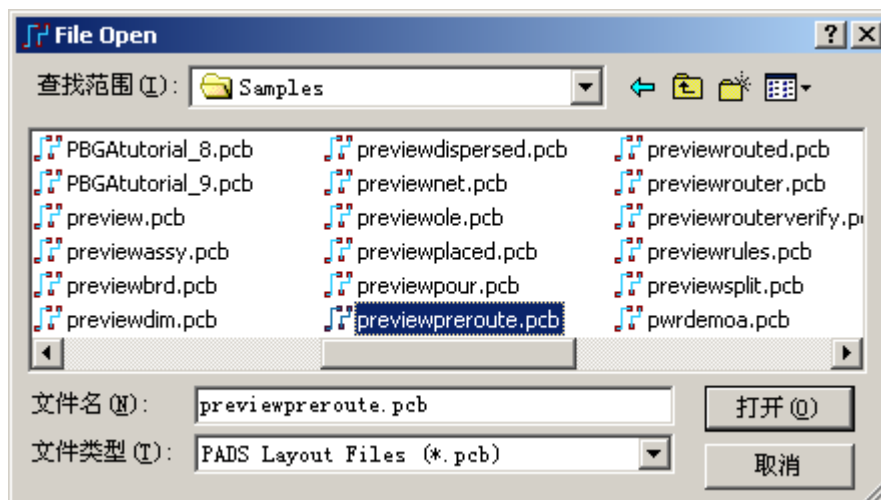 File Open
查找范围(I): Samples
PBGAtutorial_8.pcb previewdispersed.pcb previewrouted.pcb
PBGAtutorial_9.pcb previewnet.pcb previewrouter.pcb
preview.pcb previewole.pcb previewrouterverify.p
previewassy.pcb previewplaced.pcb previewrules.pcb
previewbrd.pcb previewpour.pcb previewsplit.pcb
previewdim.pcb previewpreroute.pcb pwrdemoa.pcb
文件名(N): previewpreroute.pcb 打开(O)
文件类型(T): PADS Layout Files (*.pcb) 取消